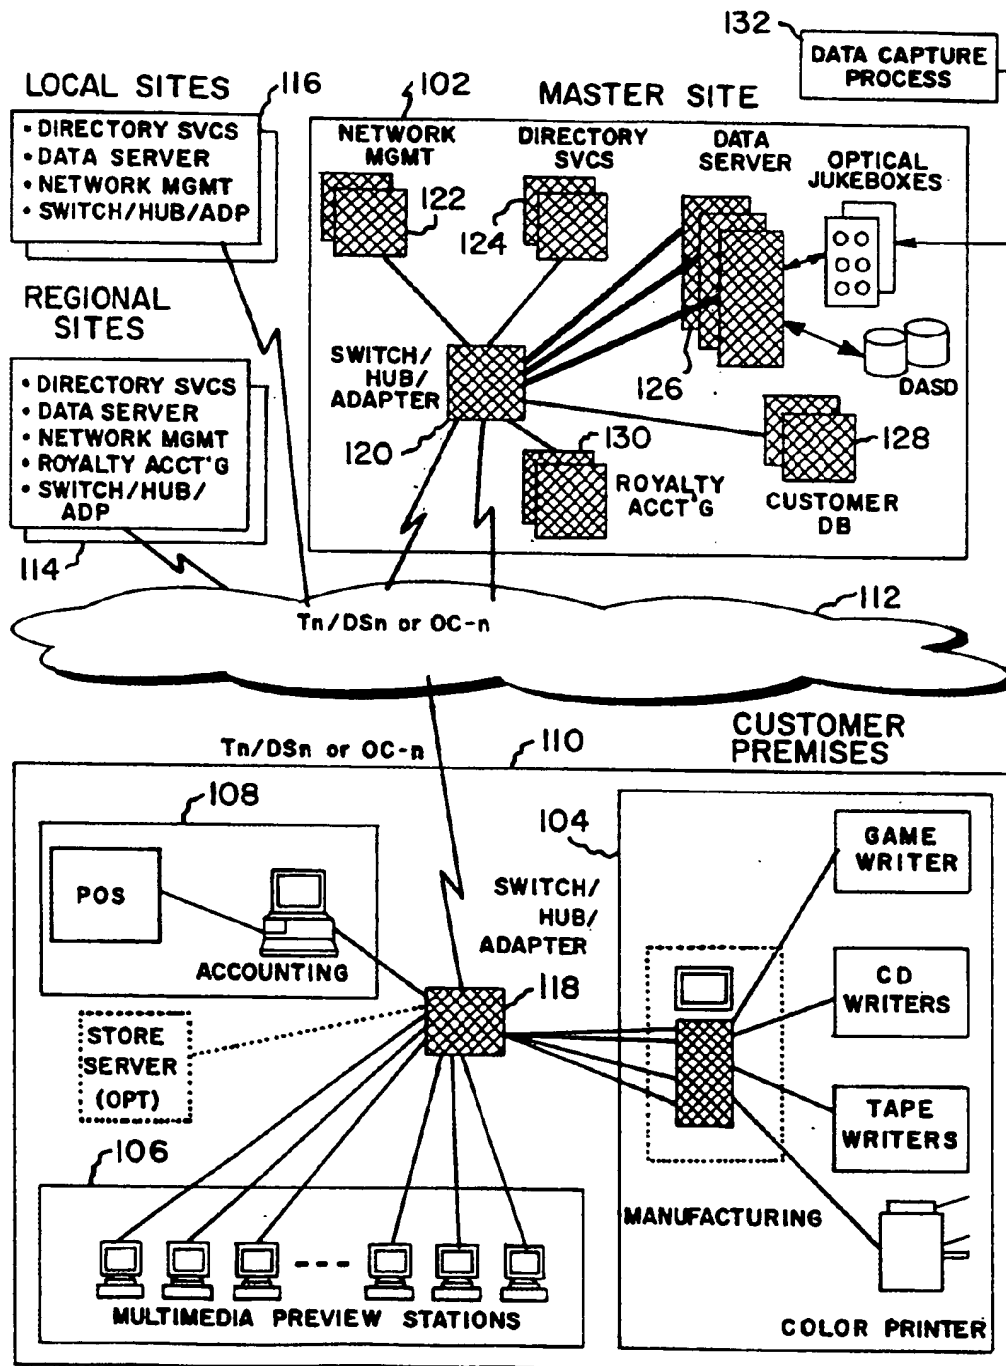 132
DATA CAPTURE
PROCESS
LOCAL SITES
116
• DIRECTORY SVCS
• DATA SERVER
• NETWORK MGMT
• SWITCH/HUB/ADP
102
MASTER SITE
NETWORK
MGMT
122
DIRECTORY
SVCS
124
DATA
SERVER
126
OPTICAL
JUKEBOXES
DASD
REGIONAL
SITES
• DIRECTORY SVCS
• DATA SERVER
• NETWORK MGMT
• ROYALTY ACCT'G
• SWITCH/HUB/
ADP
114
SWITCH/
HUB/
ADAPTER
120
130
ROYALTY
ACCT'G
128
CUSTOMER
DB
112
Tn/DSn or OC-n
Tn/DSn or OC-n
110
CUSTOMER
PREMISES
108
POS
ACCOUNTING
STORE
SERVER
(OPT)
SWITCH/
HUB/
ADAPTER
118
104
GAME
WRITER
CD
WRITERS
TAPE
WRITERS
MANUFACTURING
COLOR PRINTER
106
MULTIMEDIA PREVIEW STATIONS